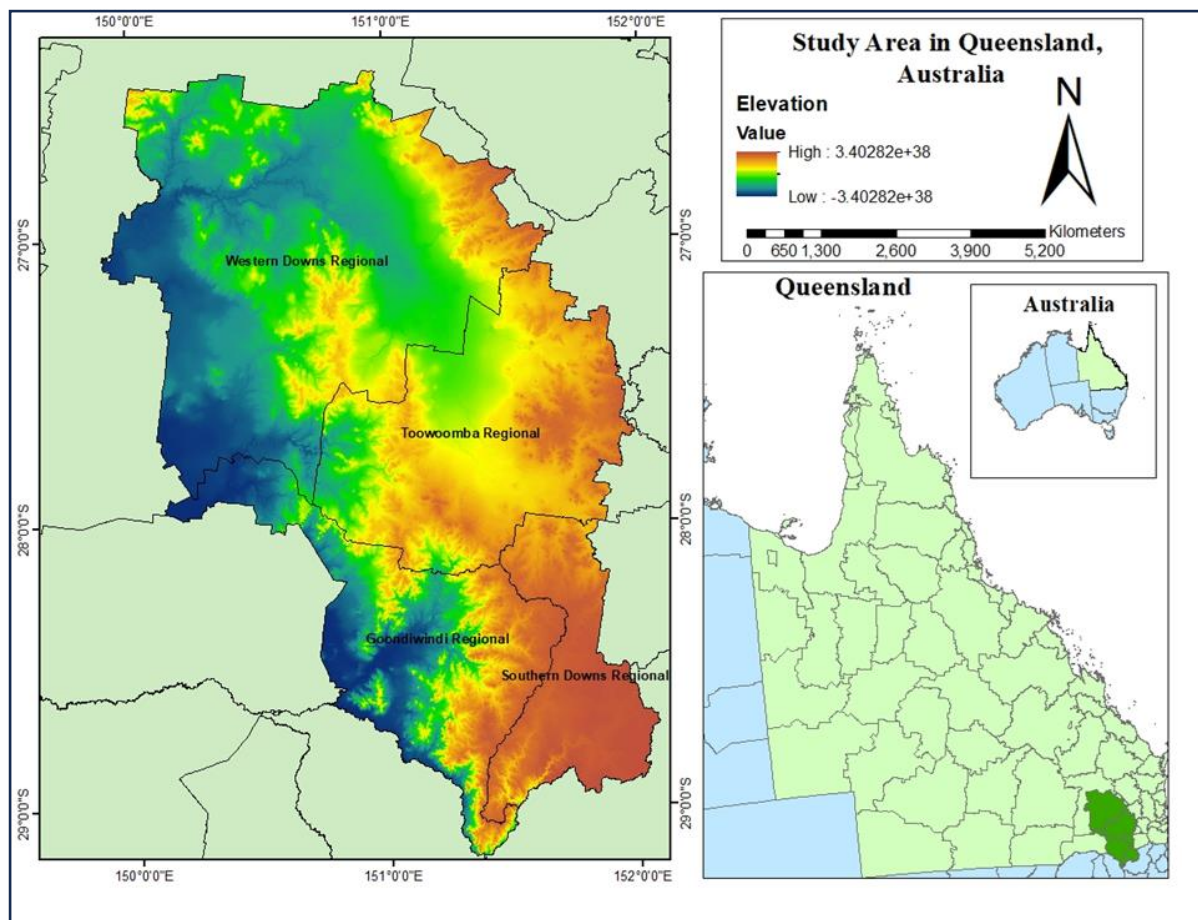 150°0'0"E
151°0'0"E
152°0'0"E
27°0'0"S
28°0'0"S
29°0'0"S
27°0'0"S
28°0'0"S
29°0'0"S
150°0'0"E
151°0'0"E
152°0'0"E
Western Downs Regional
Toowoomba Regional
Goondiwindi Regional
Southern Downs Regional
Study Area in Queensland,
Australia
Elevation
Value
High : 3.40282e+38
Low : -3.40282e+38
N
Kilometers
0 650 1,300 2,600 3,900 5,200
Queensland
Australia